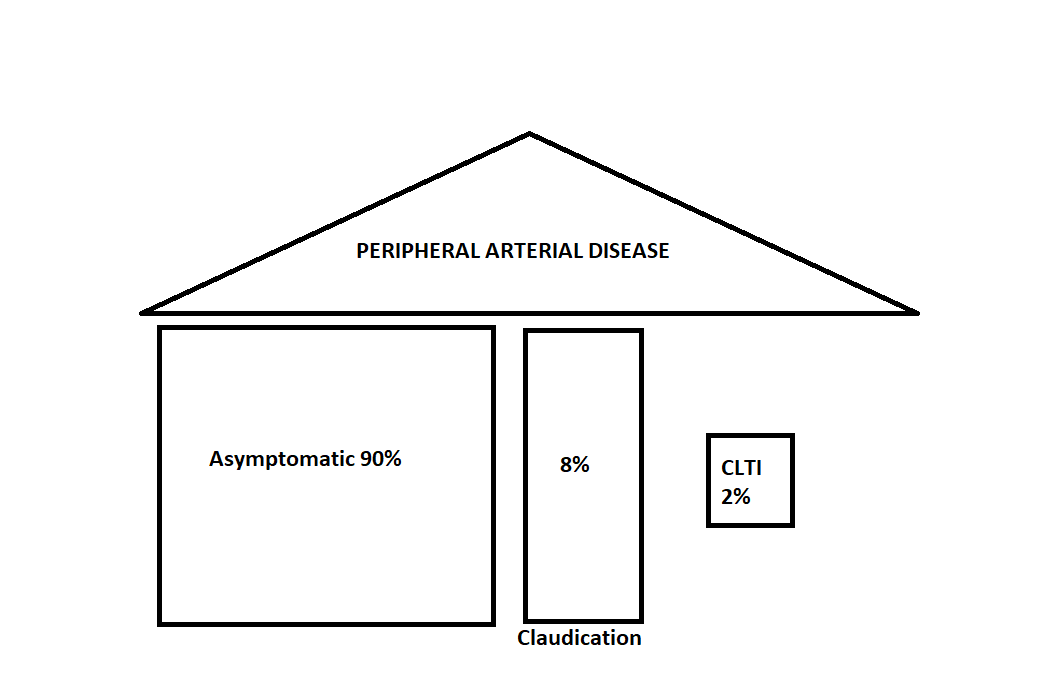 PERIPHERAL ARTERIAL DISEASE
Asymptomatic 90%
8%
CLTI
2%
Claudication